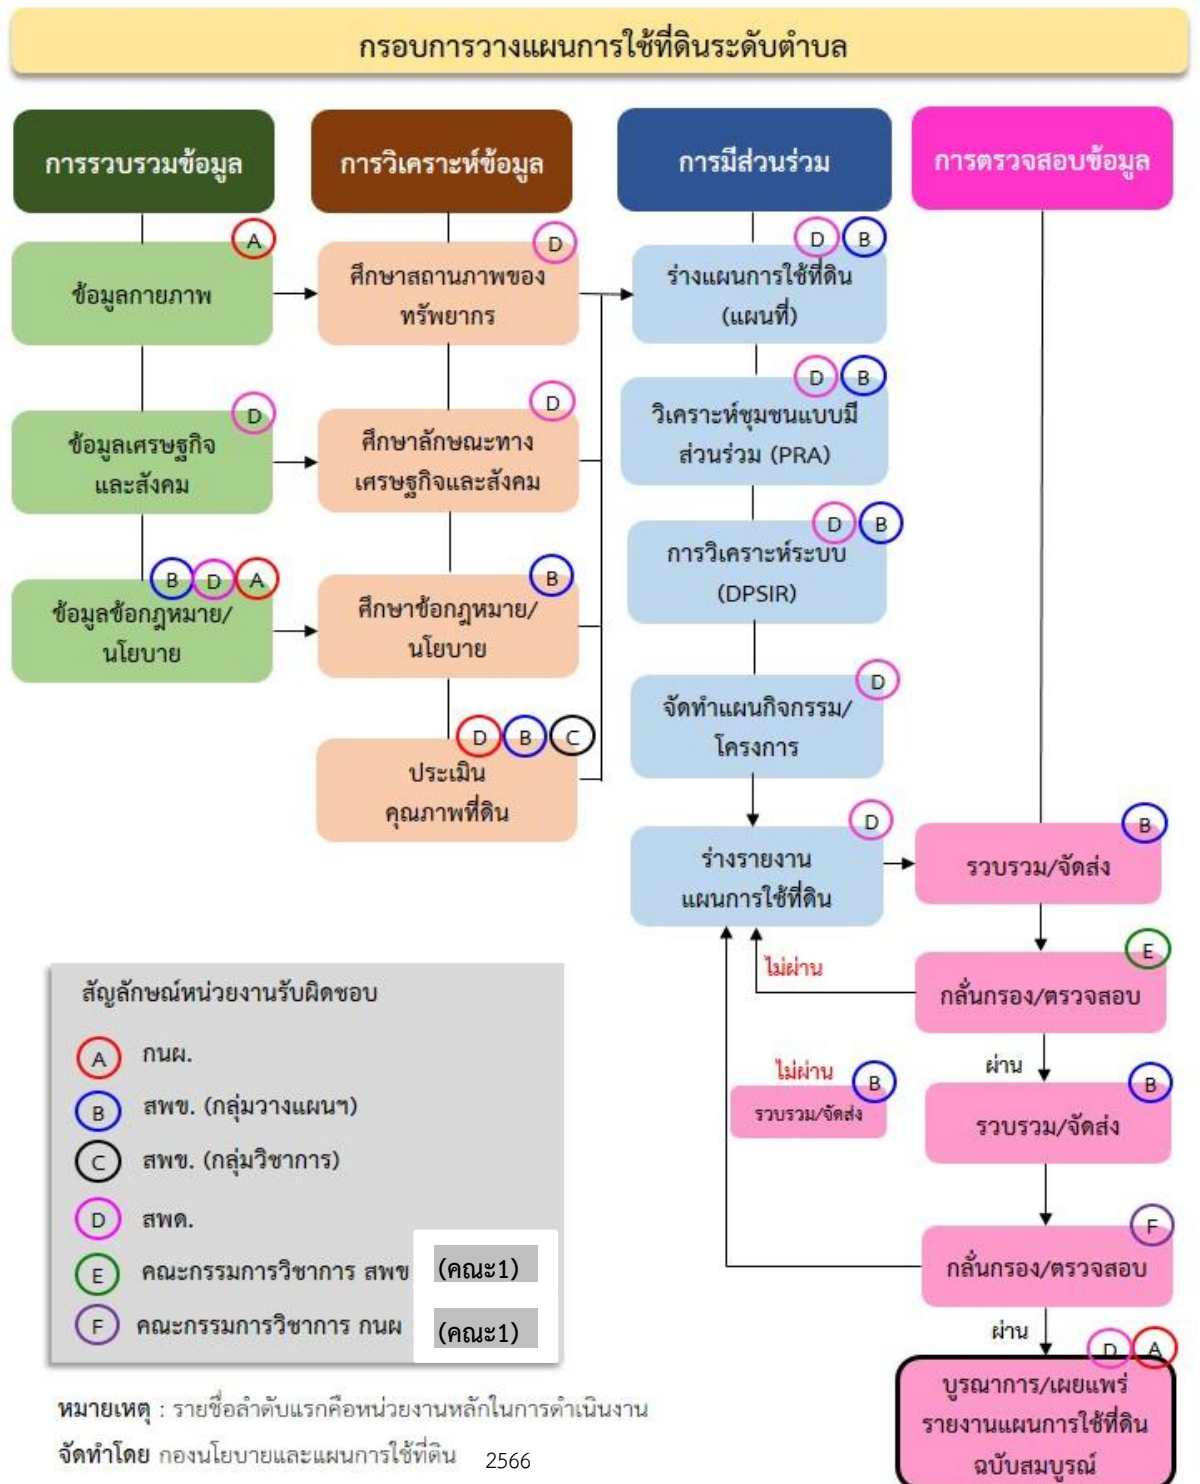 กรอบการวางแผนการใช้ที่ดินระดับตำบล
การรวบรวมข้อมูล
A
ข้อมูลกายภาพ
D
ข้อมูลเศรษฐกิจ
และสังคม
B D A
ข้อมูลข้อกฎหมาย/
นโยบาย
การวิเคราะห์ข้อมูล
D
ศึกษาสถานภาพของ
ทรัพยากร
D
ศึกษาลักษณะทาง
เศรษฐกิจและสังคม
B
ศึกษาข้อกฎหมาย/
นโยบาย
D B C
ประเมิน
คุณภาพที่ดิน
การมีส่วนร่วม
D B
ร่างแผนการใช้ที่ดิน
(แผนที่)
D B
วิเคราะห์ชุมชนแบบมี
ส่วนร่วม (PRA)
D B
การวิเคราะห์ระบบ
(DPSIR)
D
จัดทำแผนกิจกรรม/
โครงการ
D
ร่างรายงาน
แผนการใช้ที่ดิน
การตรวจสอบข้อมูล
B
รวบรวม/จัดส่ง
E
กลั่นกรอง/ตรวจสอบ
ไม่ผ่าน
ผ่าน
B
รวบรวม/จัดส่ง
ไม่ผ่าน
B
รวบรวม/จัดส่ง
F
กลั่นกรอง/ตรวจสอบ
ผ่าน
D A
บูรณาการ/เผยแพร่
รายงานแผนการใช้ที่ดิน
ฉบับสมบูรณ์
สัญลักษณ์หน่วยงานรับผิดชอบ
A กนผ.
B สพข. (กลุ่มวางแผนฯ)
C สพข. (กลุ่มวิชาการ)
D สพด.
E คณะกรรมการวิชาการ สพข (คณะ1)
F คณะกรรมการวิชาการ กนผ (คณะ1)
หมายเหตุ : รายชื่อลำดับแรกคือหน่วยงานหลักในการดำเนินงาน
จัดทำโดย กองนโยบายและแผนการใช้ที่ดิน 2566